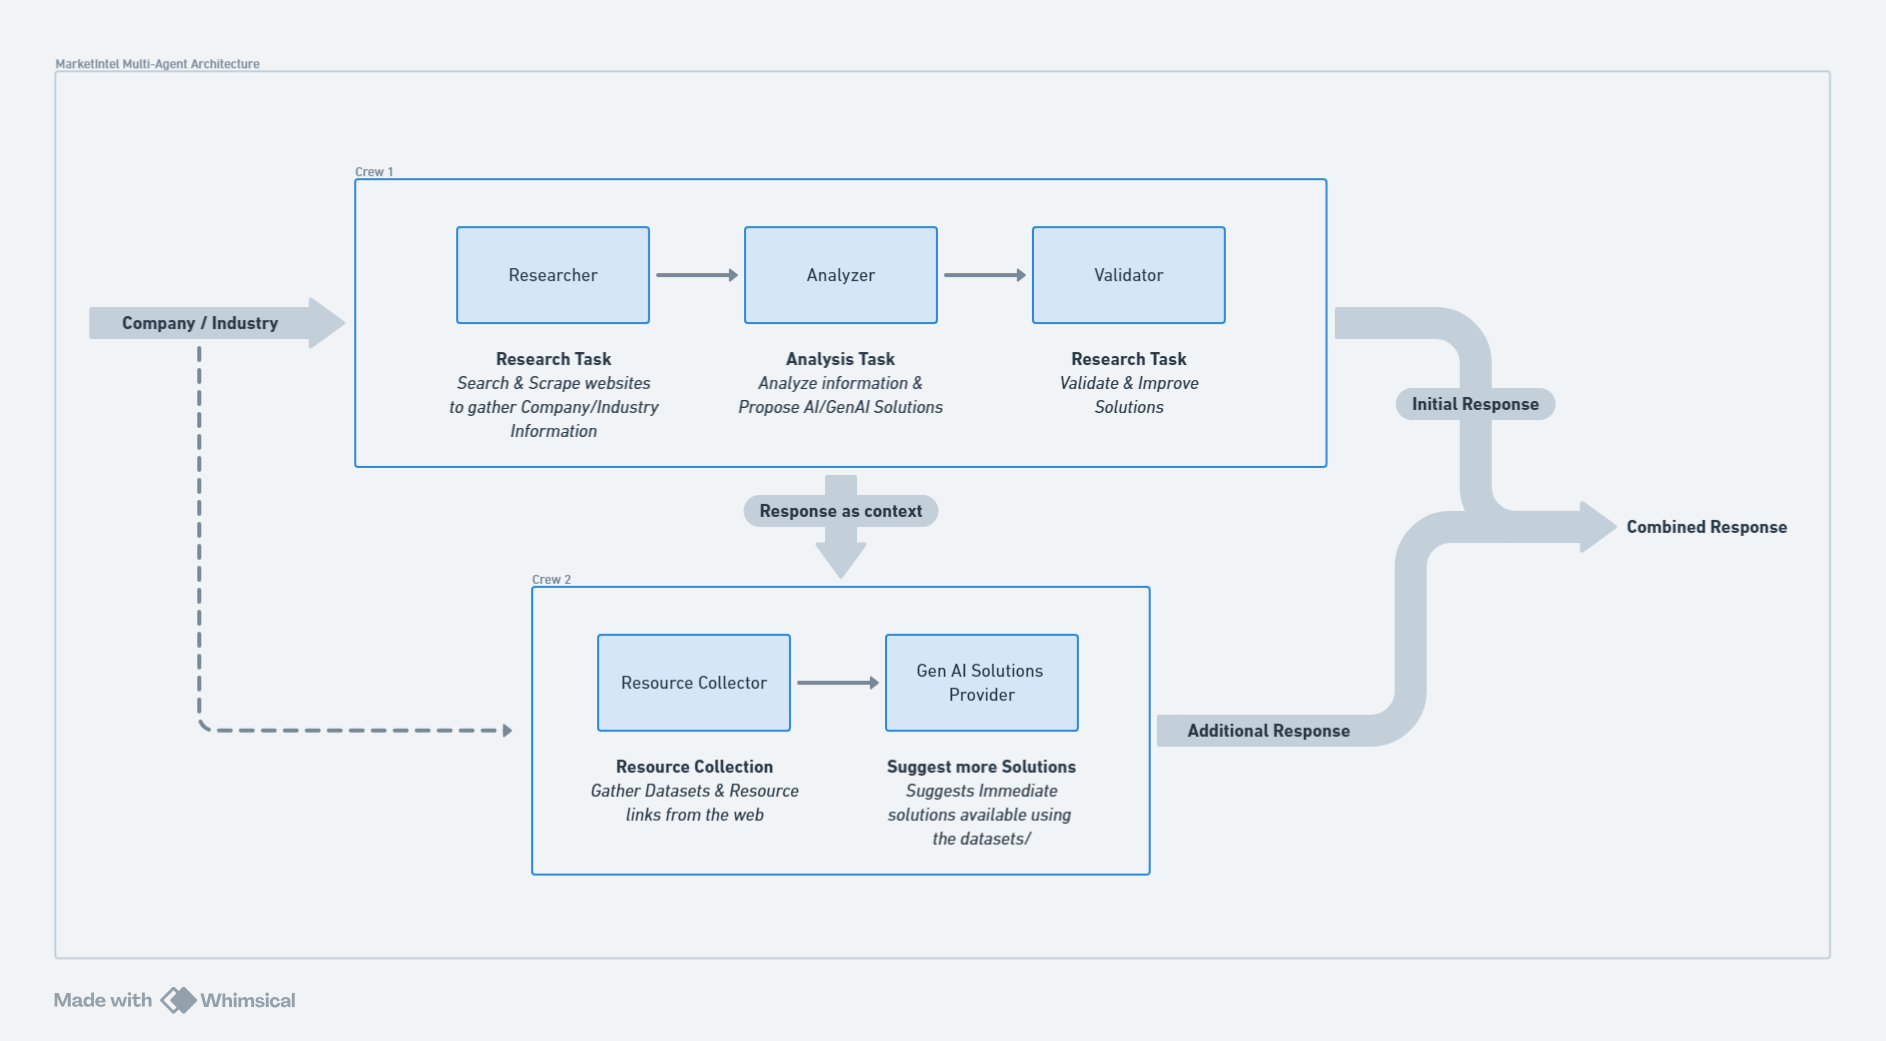 MarketIntel Multi-Agent Architecture
Crew 1
Researcher
Analyzer
Validator
Company / Industry
Research Task
Search & Scrape websites
to gather Company/Industry
Information
Analysis Task
Analyze information &
Propose AI/GenAI Solutions
Research Task
Validate & Improve
Solutions
Initial Response
Response as context
Combined Response
Crew 2
Resource Collector
Gen AI Solutions
Provider
Additional Response
Resource Collection
Gather Datasets & Resource
links from the web
Suggest more Solutions
Suggests Immediate
solutions available using
the datasets/
Made with Whimsical